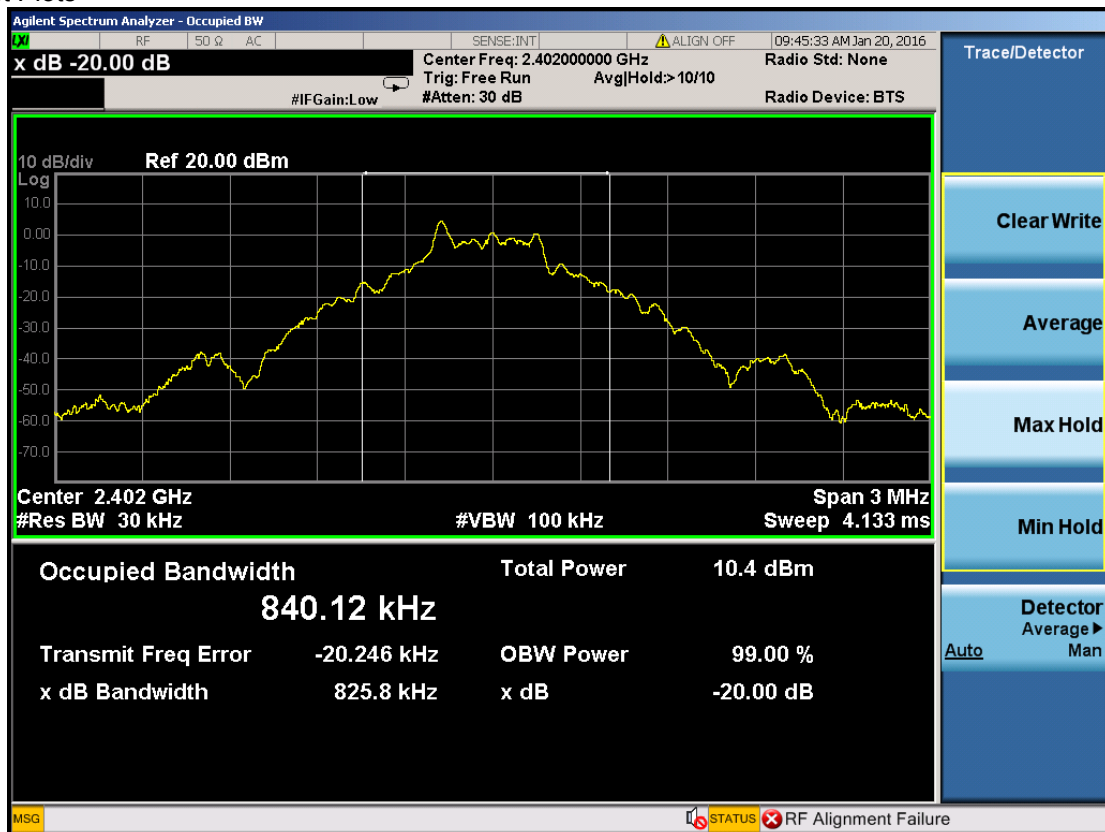 Agilent Spectrum Analyzer - Occupied BW
LXI RF 50 Ω AC SENSE:INT ALIGN OFF 09:45:33 AM Jan 20, 2016
x dB -20.00 dB
Center Freq: 2.402000000 GHz
Radio Std: None
Trig: Free Run Avg|Hold:> 10/10
#IFGain:Low
#Atten: 30 dB
Radio Device: BTS
10 dB/div Ref 20.00 dBm
Log
10.0
0.00
-10.0
-20.0
-30.0
-40.0
-50.0
-60.0
-70.0
Center 2.402 GHz Span 3 MHz
#Res BW 30 kHz #VBW 100 kHz Sweep 4.133 ms
Occupied Bandwidth Total Power 10.4 dBm
840.12 kHz
Transmit Freq Error -20.246 kHz OBW Power 99.00 %
x dB Bandwidth 825.8 kHz x dB -20.00 dB
Trace/Detector
Clear Write
Average
Max Hold
Min Hold
Detector
Average▶
Auto Man
MSG STATUS RF Alignment Failure